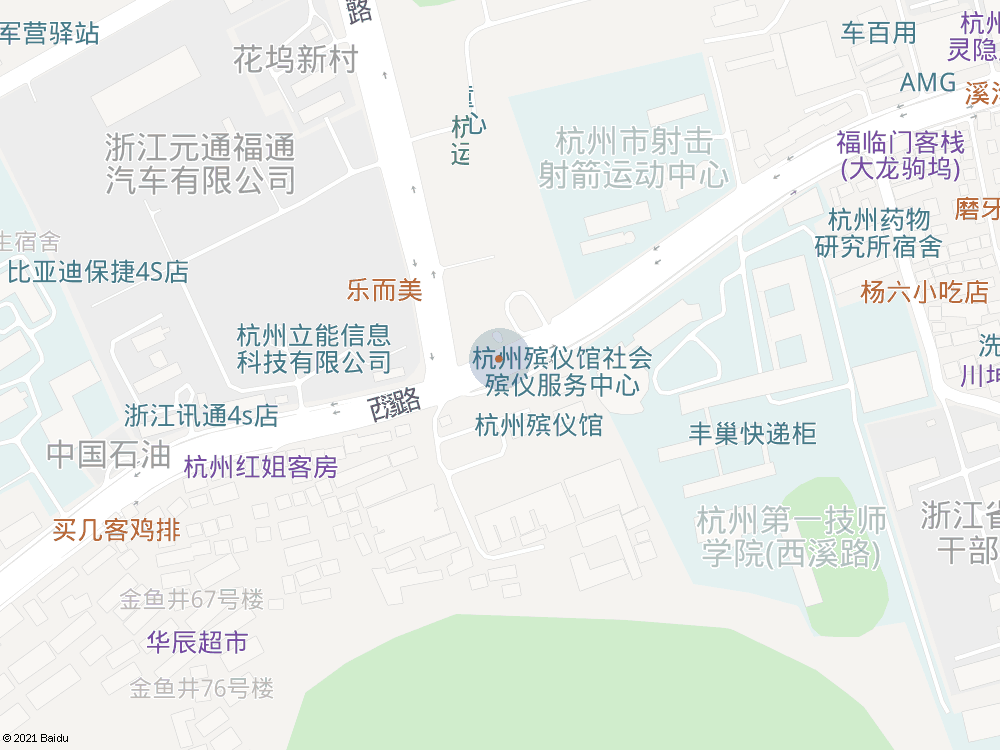 军营驿站
路
花坞新村
车百用
杭州
灵隐
AMG
杭
运
心
杭州市射击
射箭运动中心
浙江元通福通
汽车有限公司
福临门客栈
(大龙驹坞)
杭州药物
研究所宿舍
磨牙
生宿舍
比亚迪保捷4S店
乐而美
杨六小吃店
杭州立能信息
科技有限公司
洗
川坤
杭州殡仪馆社会
殡仪服务中心
西溪路
浙江讯通4s店
杭州殡仪馆
丰巢快递柜
中国石油
杭州红姐客房
买几客鸡排
杭州第一技师
学院(西溪路)
浙江省
干部
金鱼井67号楼
华辰超市
金鱼井76号楼
© 2021 Baidu